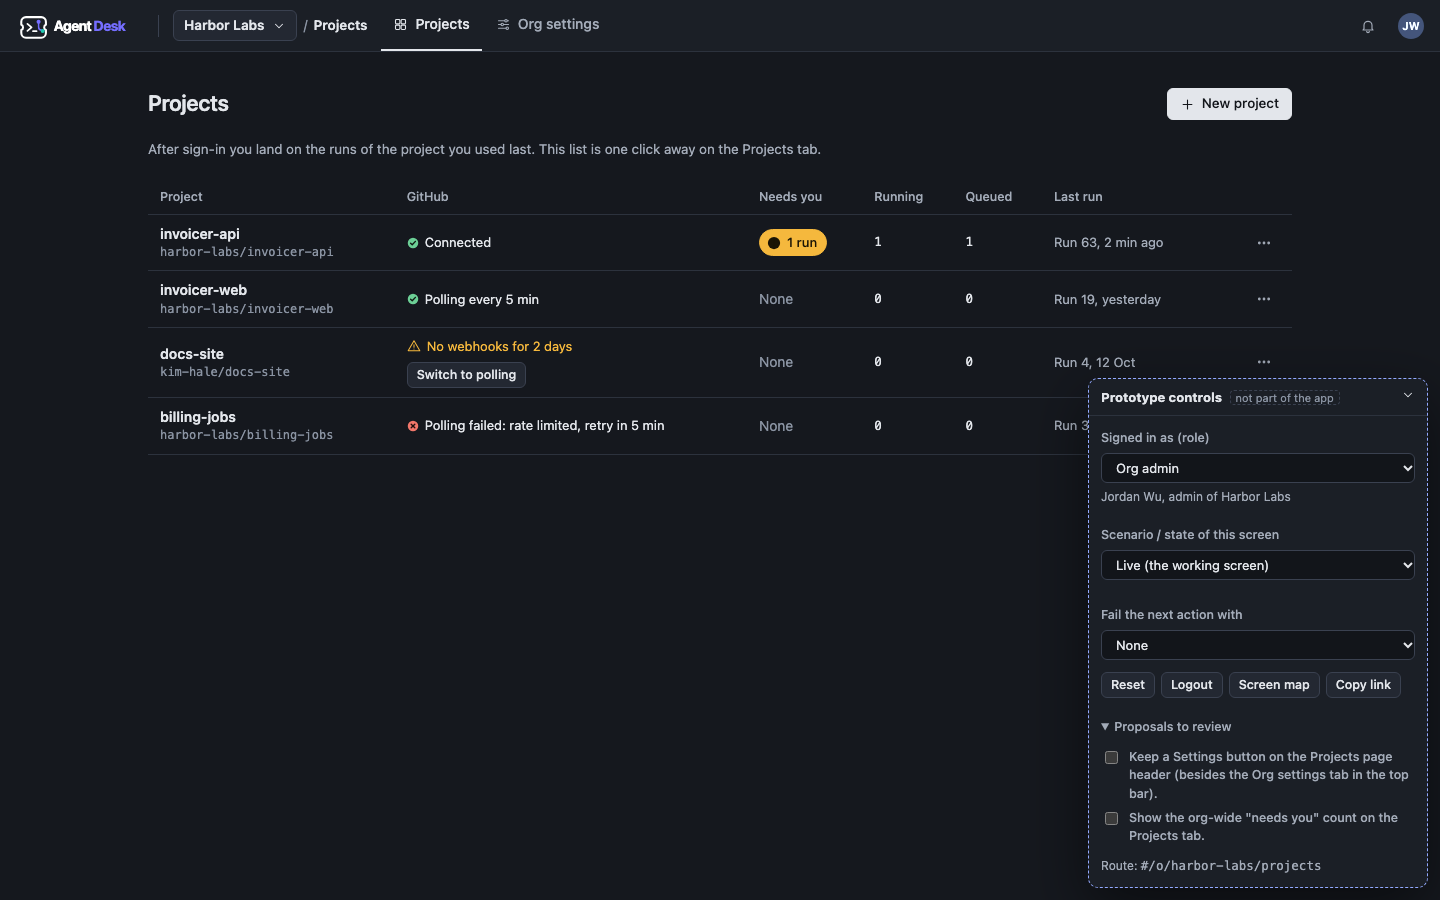 AgentDesk
Harbor Labs / Projects
Projects
Org settings
JW
Projects
New project
After sign-in you land on the runs of the project you used last. This list is one click away on the Projects tab.
Project GitHub Needs you Running Queued Last run
invoicer-api
harbor-labs/invoicer-api
Connected
1 run
1
1
Run 63, 2 min ago
invoicer-web
harbor-labs/invoicer-web
Polling every 5 min
None
0
0
Run 19, yesterday
docs-site
kim-hale/docs-site
No webhooks for 2 days
Switch to polling
None
0
0
Run 4, 12 Oct
billing-jobs
harbor-labs/billing-jobs
Polling failed: rate limited, retry in 5 min
None
0
0
Run 3
Prototype controls not part of the app
Signed in as (role)
Org admin
Jordan Wu, admin of Harbor Labs
Scenario / state of this screen
Live (the working screen)
Fail the next action with
None
Reset Logout Screen map Copy link
Proposals to review
Keep a Settings button on the Projects page
header (besides the Org settings tab in the top
bar).
Show the org-wide "needs you" count on the
Projects tab.
Route: #/o/harbor-labs/projects